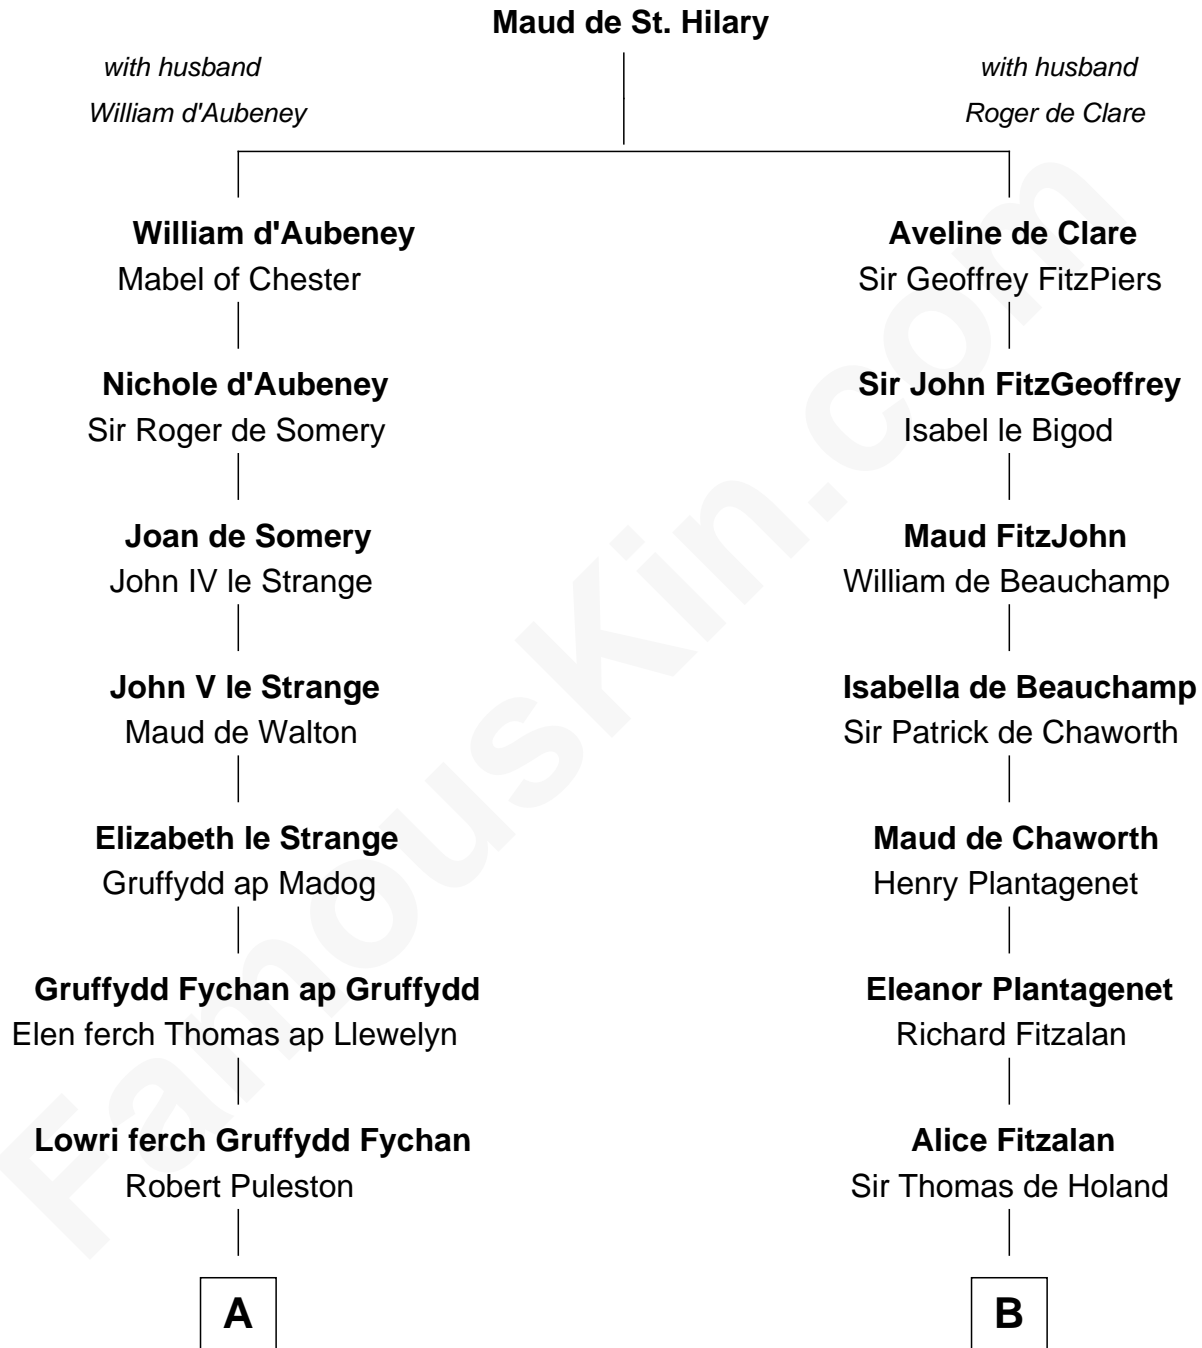 Maud de St. Hilary
with husband
William d'Aubeney
with husband
Roger de Clare
William d'Aubeney
Mabel of Chester
Aveline de Clare
Sir Geoffrey FitzPiers
Nichole d'Aubeney
Sir Roger de Somery
Sir John FitzGeoffrey
Isabel le Bigod
Joan de Somery
John IV le Strange
Maud FitzJohn
William de Beauchamp
John V le Strange
Maud de Walton
Isabella de Beauchamp
Sir Patrick de Chaworth
Elizabeth le Strange
Gruffydd ap Madog
Maud de Chaworth
Henry Plantagenet
Gruffydd Fychan ap Gruffydd
Elen ferch Thomas ap Llewelyn
Eleanor Plantagenet
Richard Fitzalan
Lowri ferch Gruffydd Fychan
Robert Puleston
Alice Fitzalan
Sir Thomas de Holand
A
B
FamousKin.com